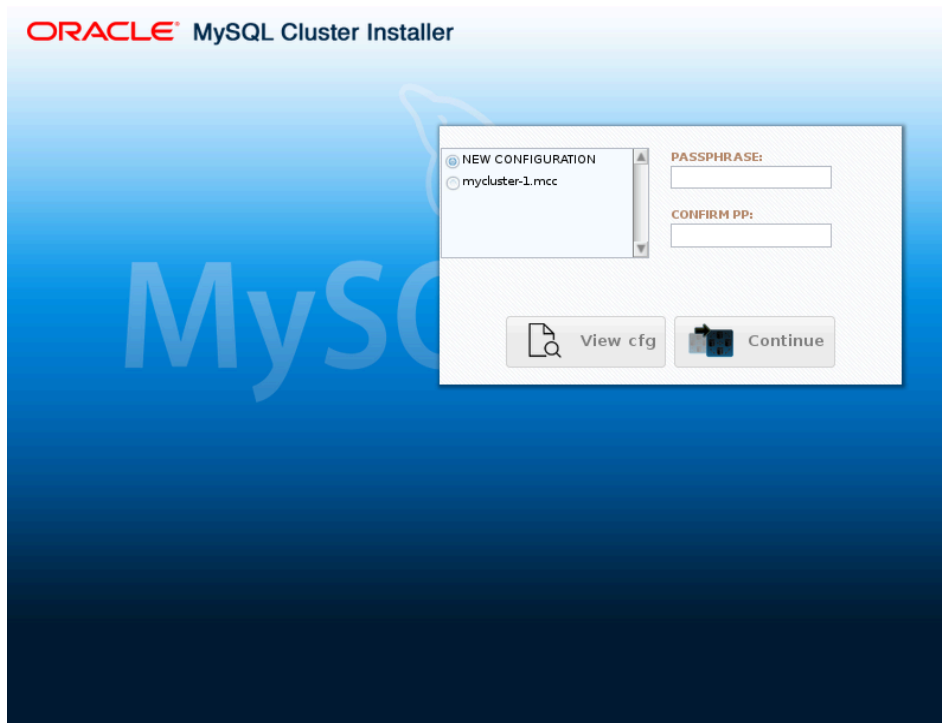 ORACLE® MySQL Cluster Installer
NEW CONFIGURATION
mycluster-1.mcc
PASSPHRASE:
CONFIRM PP:
MySQ
View cfg
Continue